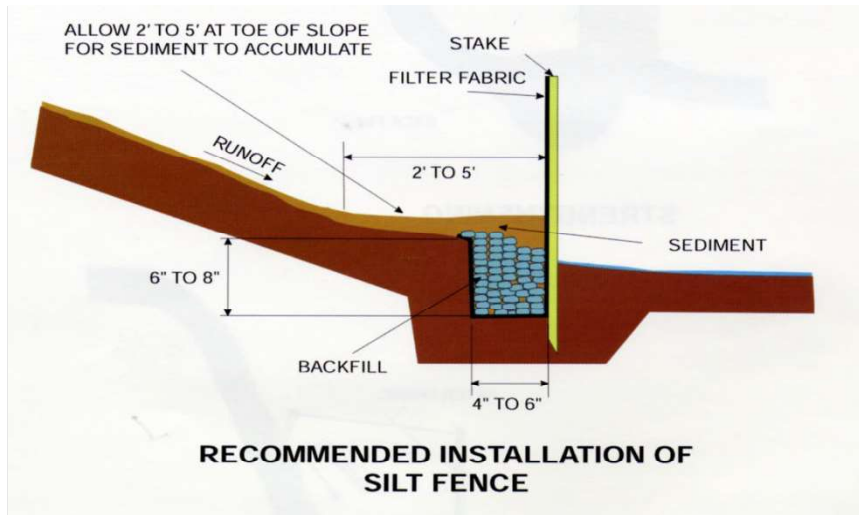 ALLOW 2' TO 5' AT TOE OF SLOPE
FOR SEDIMENT TO ACCUMULATE
STAKE
FILTER FABRIC
RUNOFF
2' TO 5'
SEDIMENT
6" TO 8"
BACKFILL
4" TO 6"
RECOMMENDED INSTALLATION OF
SILT FENCE